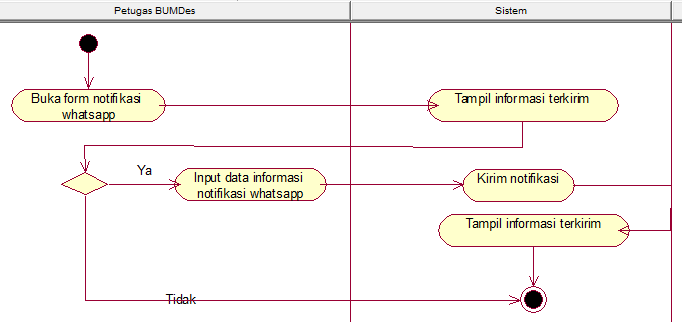 Petugas BUMDes
Sistem
Buka form notifikasi
whatsapp
Tampil informasi terkirim
Ya
Input data informasi
notifikasi whatsapp
Kirim notifikasi
Tampil informasi terkirim
Tidak